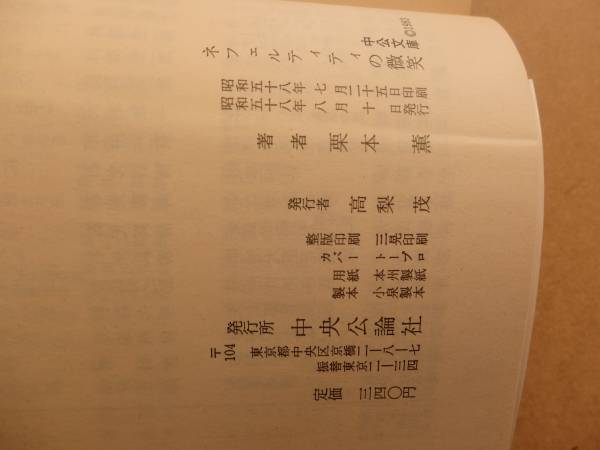 中公文庫 ©1983
ネフェルティティの微笑
昭和五十八年七月二十五日印刷
昭和五十八年八月十日発行
著者 栗本薫
発行者 高梨茂
整版印刷 三晃印刷
カバー トープロ
用紙 本州製紙
製本 小泉製本
発行所 中央公論社
〒104 東京都中央区京橋二ー八ー七
振替東京二ー三四
定価 三四〇円